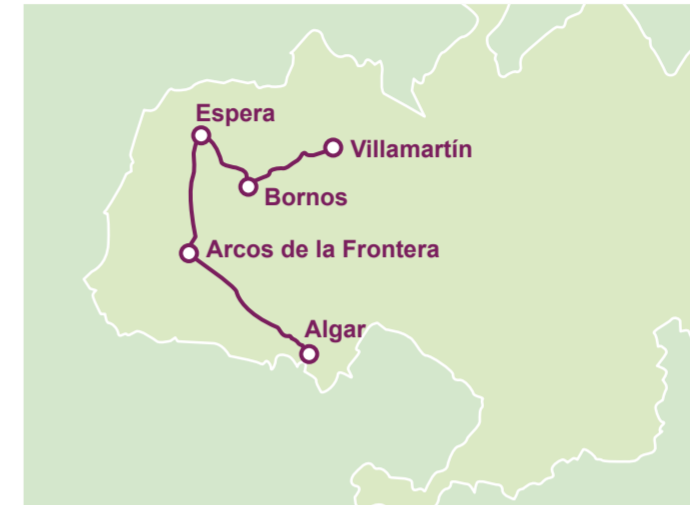 Espera
Villamartín
Bornos
Arcos de la Frontera
Algar